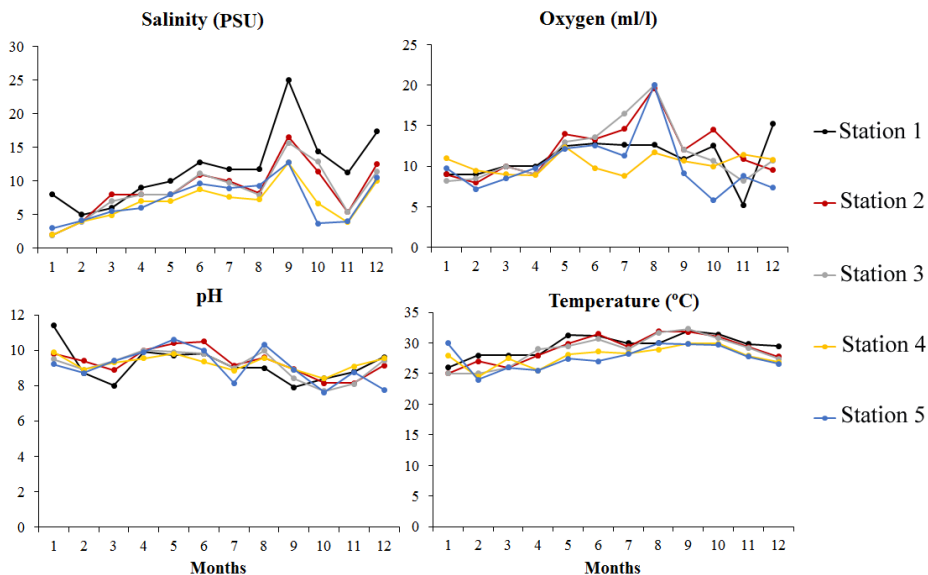 Salinity (PSU)
30
25
20
15
10
5
0
1 2 3 4 5 6 7 8 9 10 11 12
Oxygen (ml/l)
25
20
15
10
5
0
1 2 3 4 5 6 7 8 9 10 11 12
pH
12
10
8
6
4
2
0
1 2 3 4 5 6 7 8 9 10 11 12
Months
Temperature (ºC)
35
30
25
20
15
10
5
0
1 2 3 4 5 6 7 8 9 10 11 12
Months
Station 1
Station 2
Station 3
Station 4
Station 5